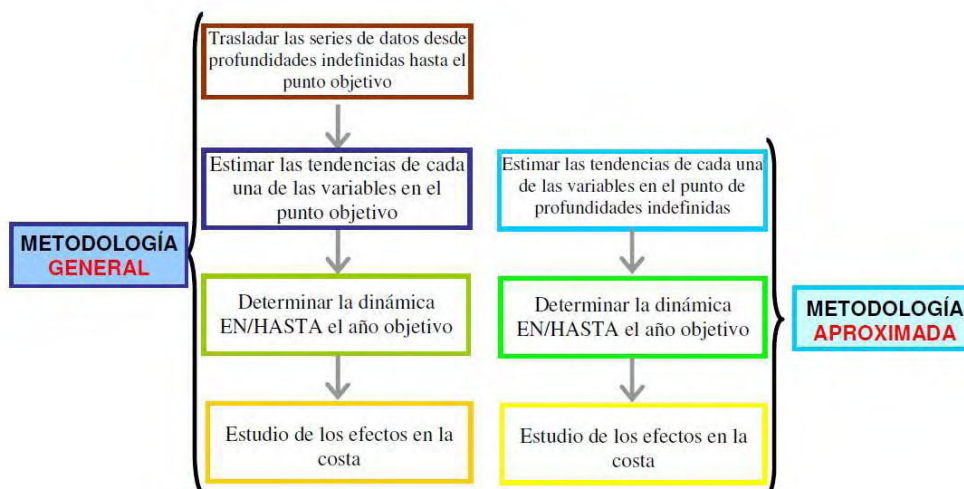 Trasladar las series de datos desde
profundidades indefinidas hasta el
punto objetivo
Estimar las tendencias de cada
una de las variables en el
punto objetivo
Estimar las tendencias de cada una
de las variables en el punto de
profundidades indefinidas
METODOLOGÍA
GENERAL
Determinar la dinámica
EN/HASTA el año objetivo
Determinar la dinámica
EN/HASTA el año objetivo
METODOLOGÍA
APROXIMADA
Estudio de los efectos en la
costa
Estudio de los efectos en la
costa